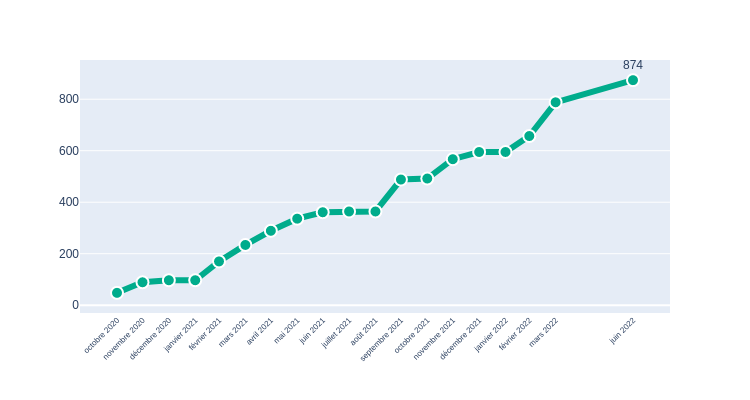 874
800
600
400
200
0
octobre 2020
novembre 2020
décembre 2020
janvier 2021
février 2021
mars 2021
avril 2021
mai 2021
juin 2021
juillet 2021
août 2021
septembre 2021
octobre 2021
novembre 2021
décembre 2021
janvier 2022
février 2022
mars 2022
juin 2022